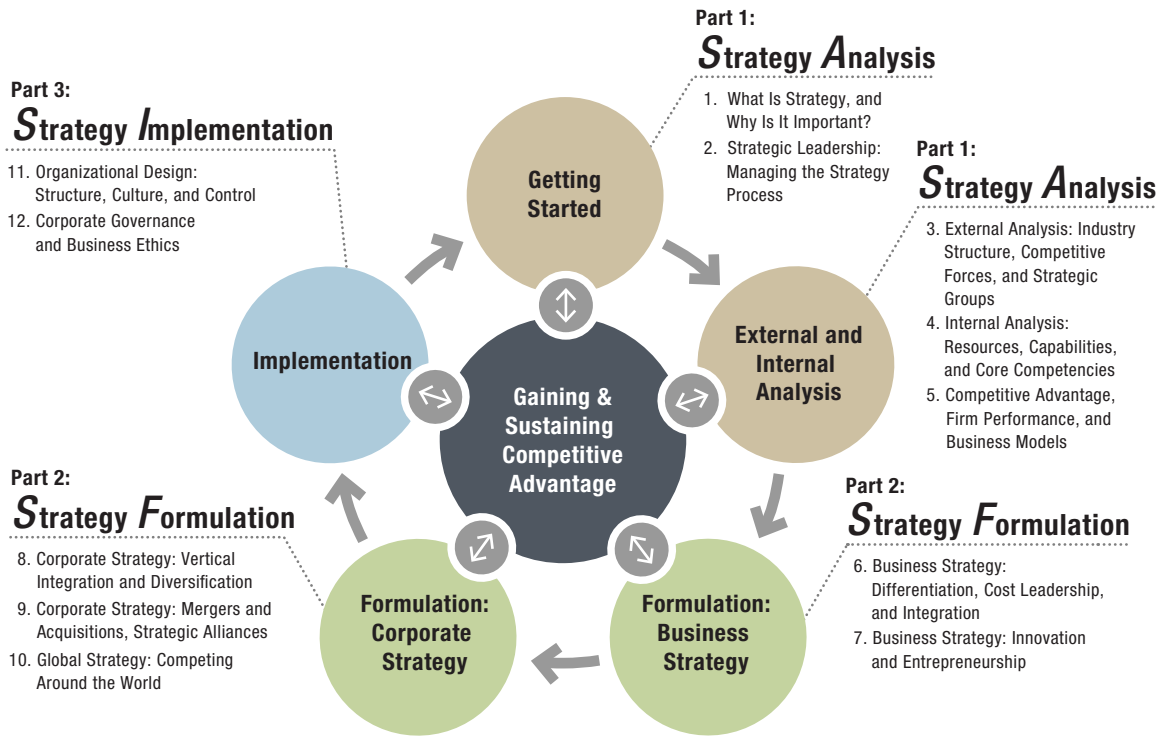 Part 1:
Strategy Analysis
1. What Is Strategy, and
Why Is It Important?
2. Strategic Leadership:
Managing the Strategy
Process
Part 1:
Strategy Analysis
3. External Analysis: Industry
Structure, Competitive
Forces, and Strategic
Groups
4. Internal Analysis:
Resources, Capabilities,
and Core Competencies
5. Competitive Advantage,
Firm Performance, and
Business Models
Part 2:
Strategy Formulation
6. Business Strategy:
Differentiation, Cost Leadership,
and Integration
7. Business Strategy: Innovation
and Entrepreneurship
Part 2:
Strategy Formulation
8. Corporate Strategy: Vertical
Integration and Diversification
9. Corporate Strategy: Mergers and
Acquisitions, Strategic Alliances
10. Global Strategy: Competing
Around the World
Part 3:
Strategy Implementation
11. Organizational Design:
Structure, Culture, and Control
12. Corporate Governance
and Business Ethics
Getting
Started
External and
Internal
Analysis
Formulation:
Business
Strategy
Formulation:
Corporate
Strategy
Implementation
Gaining &
Sustaining
Competitive
Advantage